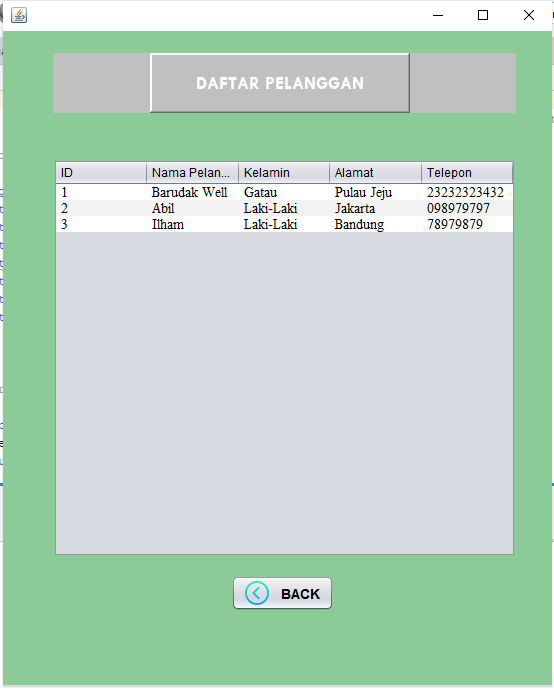 DAFTAR PELANGGAN
ID Nama Pelan... Kelamin Alamat Telepon
1 Barudak Well Gatau Pulau Jeju 23232323432
2 Abil Laki-Laki Jakarta 098979797
3 Ilham Laki-Laki Bandung 78979879
BACK